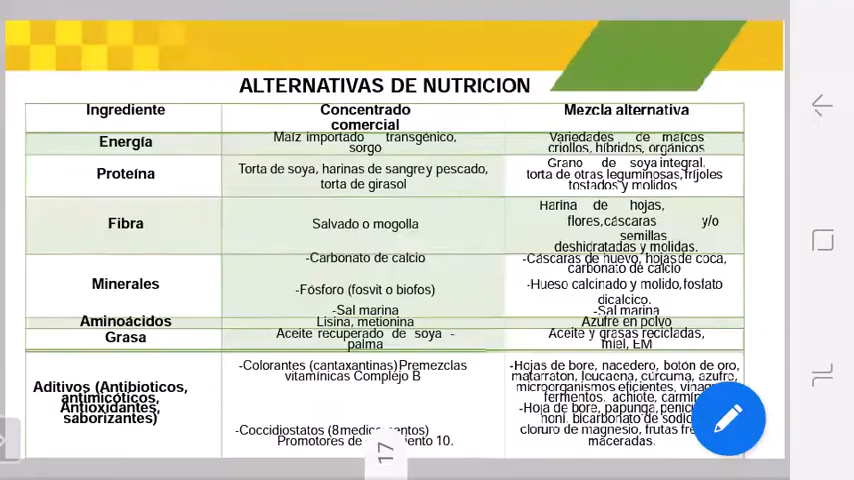 ALTERNATIVAS DE NUTRICION
Ingrediente
Concentrado
comercial
Mezcla alternativa
Energía
Maíz importado transgénico,
sorgo
Variedades de maíces
criollos, híbridos, orgánicos
Proteína
Torta de soya, harinas de sangre y pescado,
torta de girasol
Grano de soya integral.
torta de otras leguminosas, fríjoles
tostados y molidos
Fibra
Salvado o mogolla
Harina de hojas,
flores,cáscaras y/o
semillas
deshidratadas y molidas.
Minerales
-Carbonato de calcio
-Fósforo (fosvit o biofos)
-Sal marina
-Cáscaras de huevo, hojas de coca,
carbonato de calcio
-Hueso calcinado y molido, fosfato
dicalcico.
-Sal marina
Aminoácidos
Lisina, metionina
Azufre en polvo
Grasa
Aceite recuperado de soya -
palma
Aceite y grasas recicladas,
miel, EM
Aditivos (Antibioticos,
antimicóticos,
Antioxidantes,
saborizantes)
-Colorantes (cantaxantinas)Premezclas
vitamínicas Complejo B
-Coccidiostatos (8
Promotores de 10.
-Hojas de bore, nacedero, botón de oro,
matarraton, leucaena, cúrcuma, azufre,
microorganismos eficientes,
fermentos. achiote,
-Hoja de bore, papunga,
noni, bicarbonato de
cloruro de magnesio, frutas
maceradas.
17